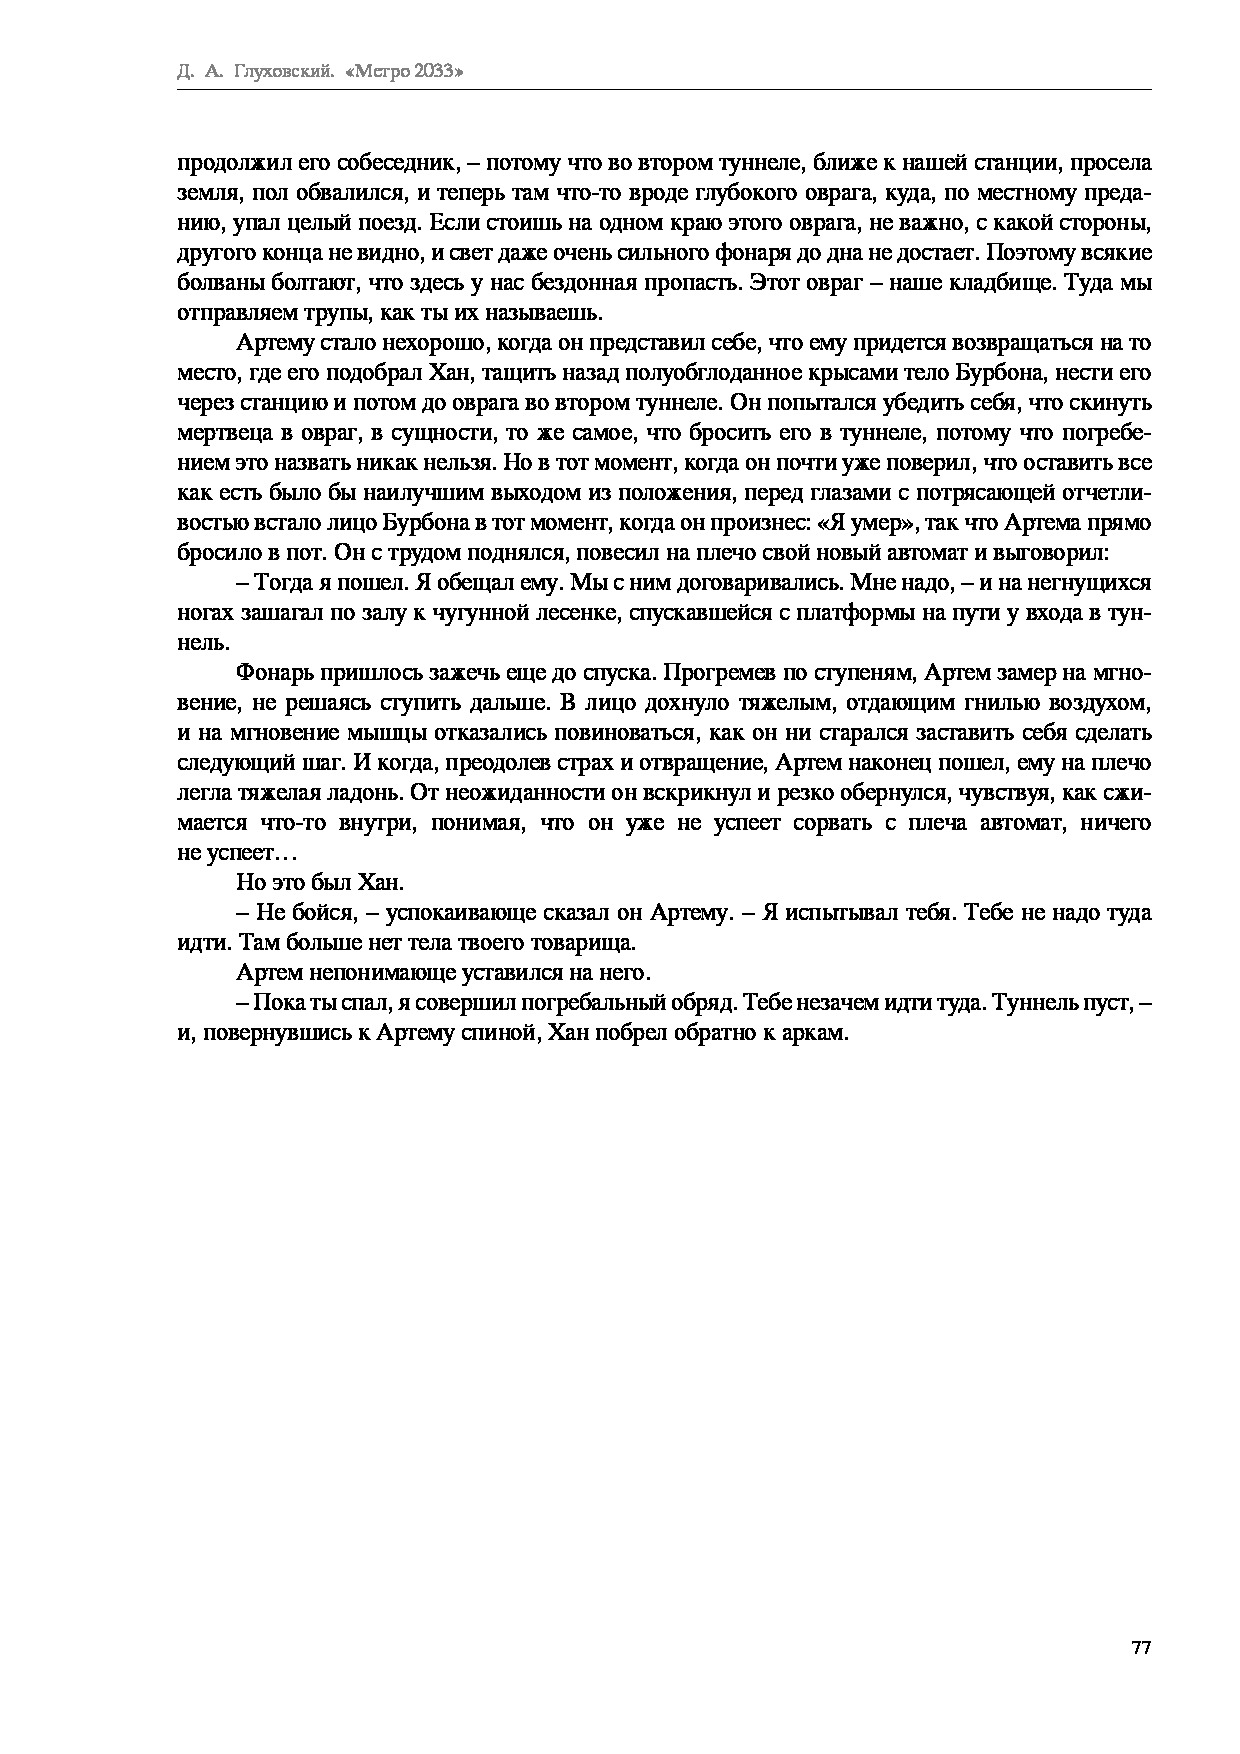 Д. А. Глуховский. «Метро 2033»
продолжил его собеседник, – потому что во втором туннеле, ближе к нашей станции, просела
земля, пол обвалился, и теперь там что-то вроде глубокого оврага, куда, по местному преда-
нию, упал целый поезд. Если стоишь на одном краю этого оврага, не важно, с какой стороны,
другого конца не видно, и свет даже очень сильного фонаря до дна не достает. Поэтому всякие
болваны болтают, что здесь у нас бездонная пропасть. Этот овраг – наше кладбище. Туда мы
отправляем трупы, как ты их называешь.
Артему стало нехорошо, когда он представил себе, что ему придется возвращаться на то
место, где его подобрал Хан, тащить назад полуобглоданное крысами тело Бурбона, нести его
через станцию и потом до оврага во втором туннеле. Он попытался убедить себя, что скинуть
мертвеца в овраг, в сущности, то же самое, что бросить его в туннеле, потому что погребе-
нием это назвать никак нельзя. Но в тот момент, когда он почти уже поверил, что оставить все
как есть было бы наилучшим выходом из положения, перед глазами с потрясающей отчетли-
востью встало лицо Бурбона в тот момент, когда он произнес: «Я умер», так что Артема прямо
бросило в пот. Он с трудом поднялся, повесил на плечо свой новый автомат и выговорил:
– Тогда я пошел. Я обещал ему. Мы с ним договаривались. Мне надо, – и на негнущихся
ногах зашагал по залу к чугунной лесенке, спускавшейся с платформы на пути у входа в тун-
нель.
Фонарь пришлось зажечь еще до спуска. Прогремев по ступеням, Артем замер на мгно-
вение, не решаясь ступить дальше. В лицо дохнуло тяжелым, отдающим гнилью воздухом,
и на мгновение мышцы отказались повиноваться, как он ни старался заставить себя сделать
следующий шаг. И когда, преодолев страх и отвращение, Артем наконец пошел, ему на плечо
легла тяжелая ладонь. От неожиданности он вскрикнул и резко обернулся, чувствуя, как сжи-
мается что-то внутри, понимая, что он уже не успеет сорвать с плеча автомат, ничего
не успеет…
Но это был Хан.
– Не бойся, – успокаивающе сказал он Артему. – Я испытывал тебя. Тебе не надо туда
идти. Там больше нет тела твоего товарища.
Артем непонимающе уставился на него.
– Пока ты спал, я совершил погребальный обряд. Тебе незачем идти туда. Туннель пуст, –
и, повернувшись к Артему спиной, Хан побрел обратно к аркам.
77